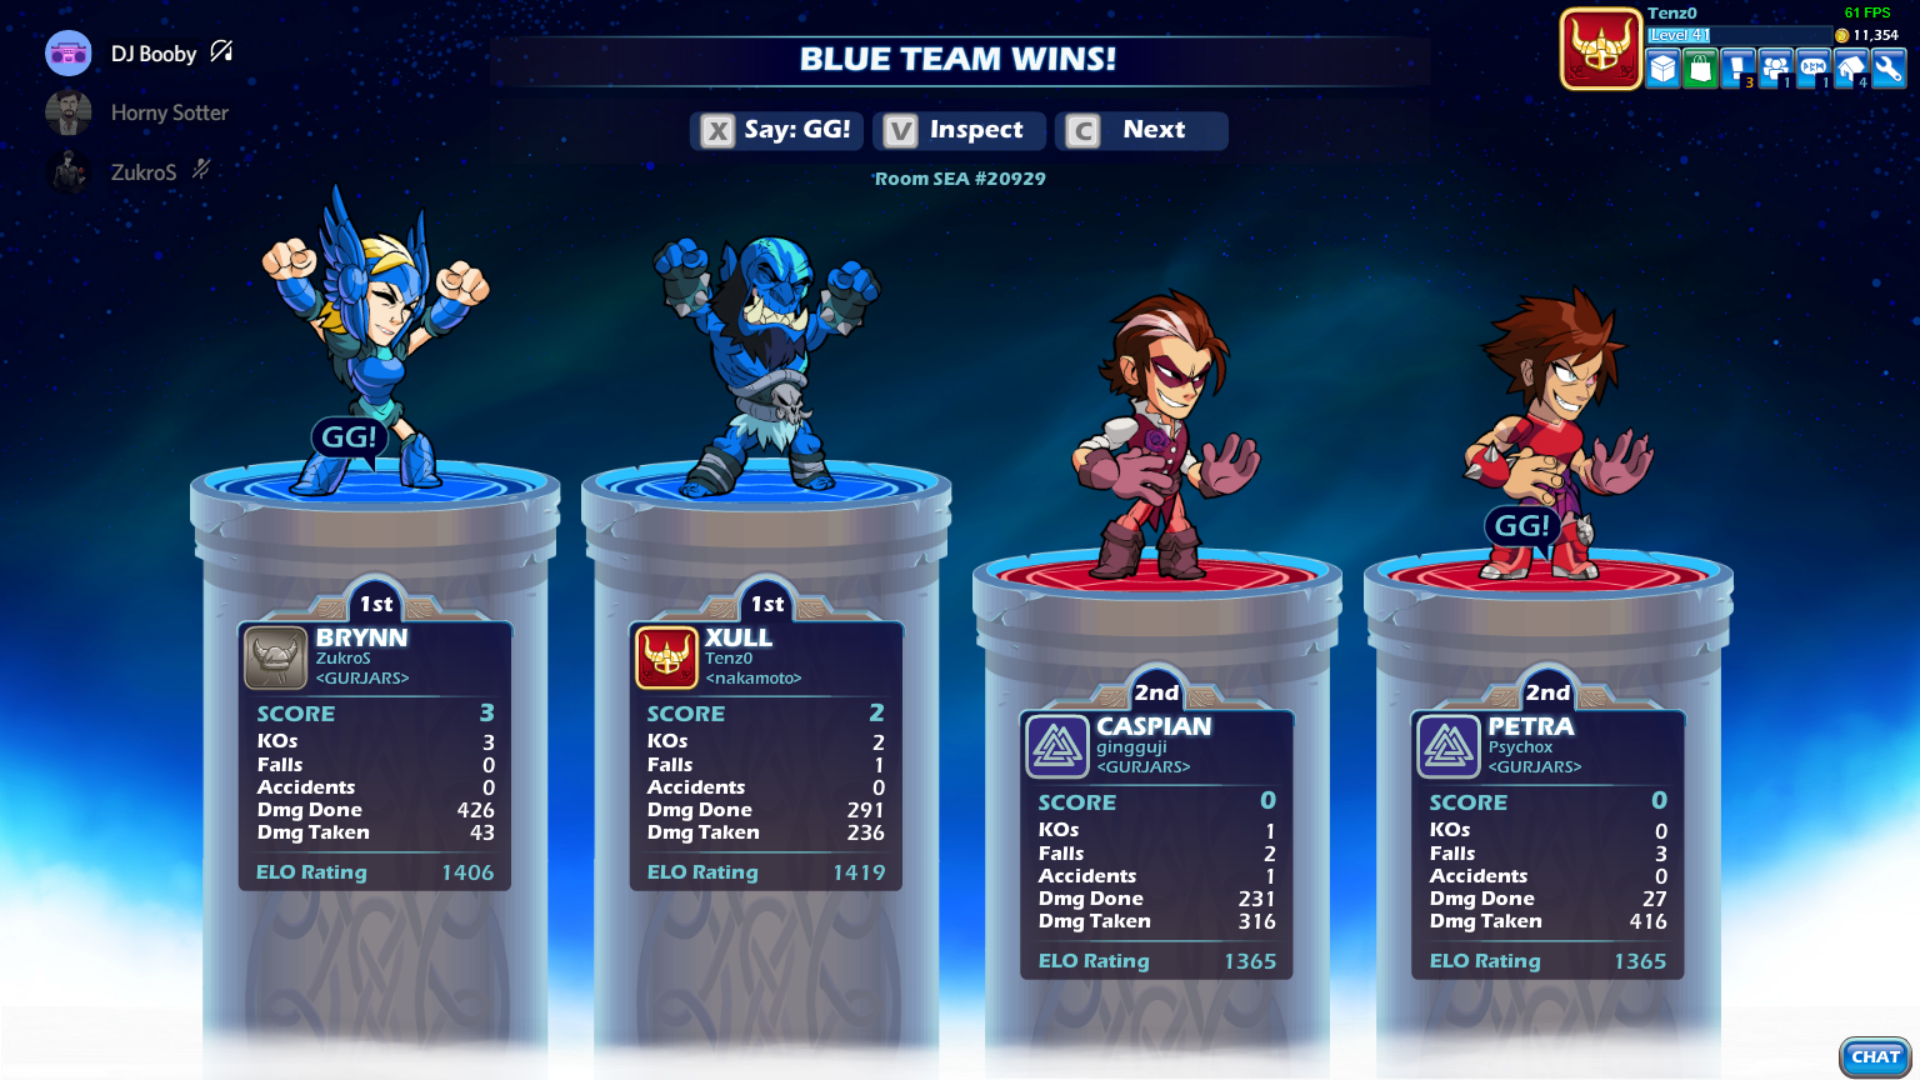 DJ Booby
Horny Sotter
ZukroS
BLUE TEAM WINS!
X Say: GG!
V Inspect
C Next
Room SEA #20929
Tenz0
61 FPS
Level 41
11,354
3
1
1
4
GG!
GG!
1st
BRYNN
ZukroS
<GURJARS>
SCORE 3
KOs 3
Falls 0
Accidents 0
Dmg Done 426
Dmg Taken 43
ELO Rating 1406
1st
XULL
Tenz0
<nakamoto>
SCORE 2
KOs 2
Falls 1
Accidents 0
Dmg Done 291
Dmg Taken 236
ELO Rating 1419
2nd
CASPIAN
gingguji
<GURJARS>
SCORE 0
KOs 1
Falls 2
Accidents 1
Dmg Done 231
Dmg Taken 316
ELO Rating 1365
2nd
PETRA
Psychox
<GURJARS>
SCORE 0
KOs 0
Falls 3
Accidents 0
Dmg Done 27
Dmg Taken 416
ELO Rating 1365
CHAT